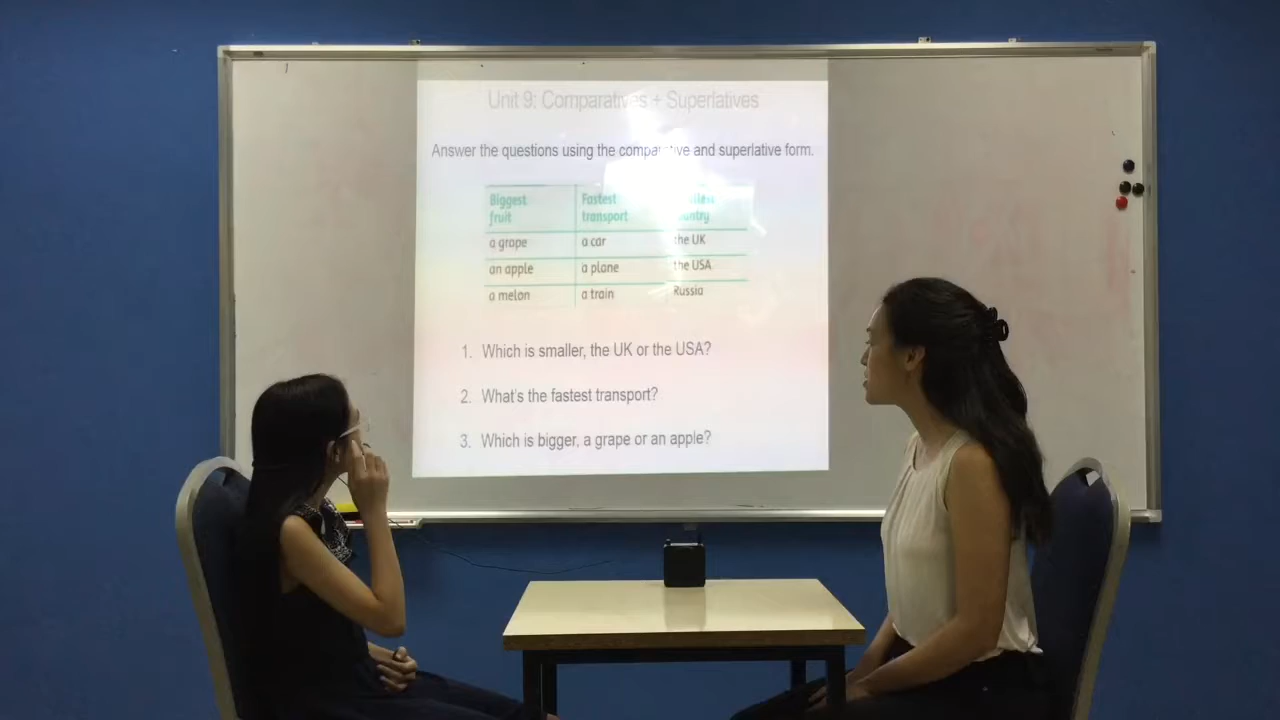 Unit 9: Comparatives + Superlatives
Answer the questions using the comparative and superlative form.
Biggest fruit Fastest transport
a grape a car the UK
an apple a plane the USA
a melon a train Russia
1. Which is smaller, the UK or the USA?
2. What's the fastest transport?
3. Which is bigger, a grape or an apple?